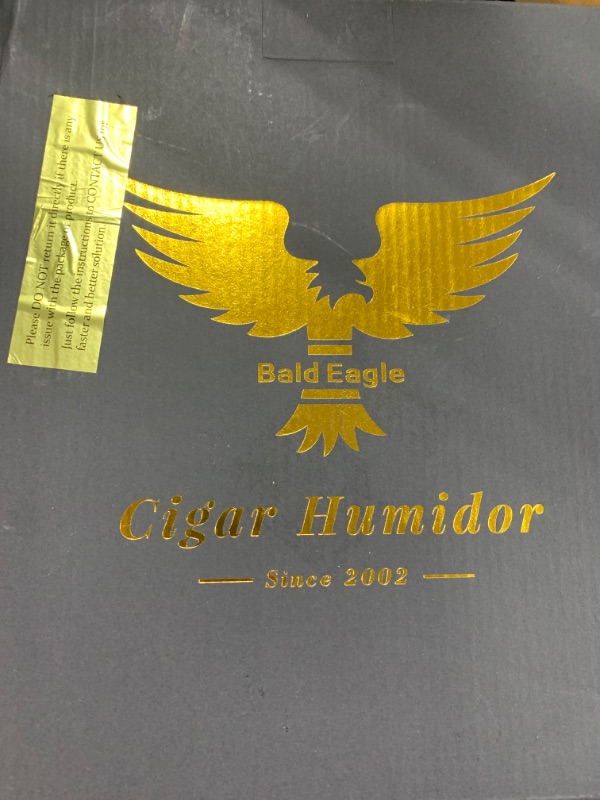 Please DO NOT return it directly if there is any
issue with the package or product.
Just follow the instructions to CONTACT US for
faster and better solution!
Bald Eagle
Cigar Humidor
Since 2002